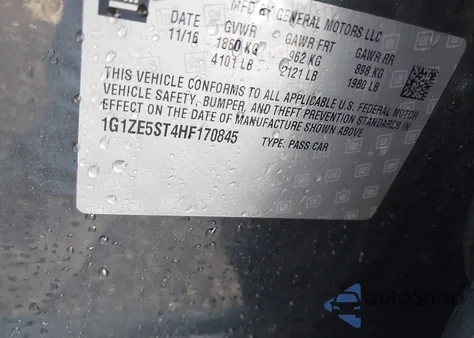 MFD BY GENERAL MOTORS LLC
DATE GVWR GAWR FRT GAWR RR
11/16 1860 KG 962 KG 898 KG
4101 LB 2121 LB 1980 LB
THIS VEHICLE CONFORMS TO ALL APPLICABLE U.S. FEDERAL MOTOR
VEHICLE SAFETY, BUMPER, AND THEFT PREVENTION STANDARDS IN
EFFECT ON THE DATE OF MANUFACTURE SHOWN ABOVE.
1G1ZE5ST4HF170845 TYPE: PASS CAR
AutoSnap